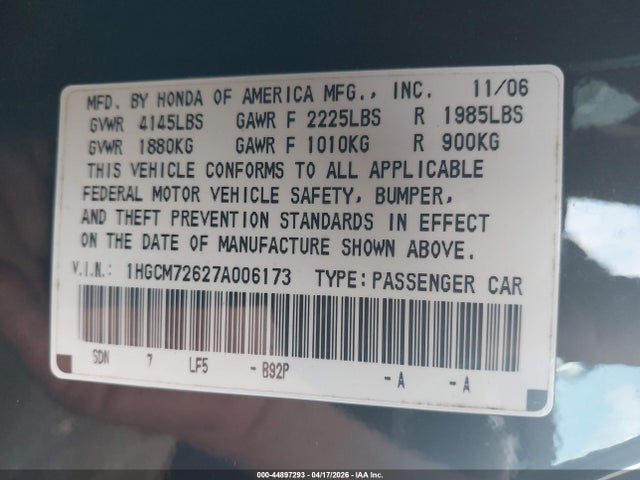 MFD. BY HONDA OF AMERICA MFG., INC. 11/06
GVWR 4145LBS GAWR F 2225LBS R 1985LBS
GVWR 1880KG GAWR F 1010KG R 900KG
THIS VEHICLE CONFORMS TO ALL APPLICABLE
FEDERAL MOTOR VEHICLE SAFETY, BUMPER,
AND THEFT PREVENTION STANDARDS IN EFFECT
ON THE DATE OF MANUFACTURE SHOWN ABOVE.
V.I.N.: 1HGCM72627A006173 TYPE: PASSENGER CAR
SDN 7 LF5 - B92P - A - A
000-44897293 - 04/17/2026 - IAA Inc.